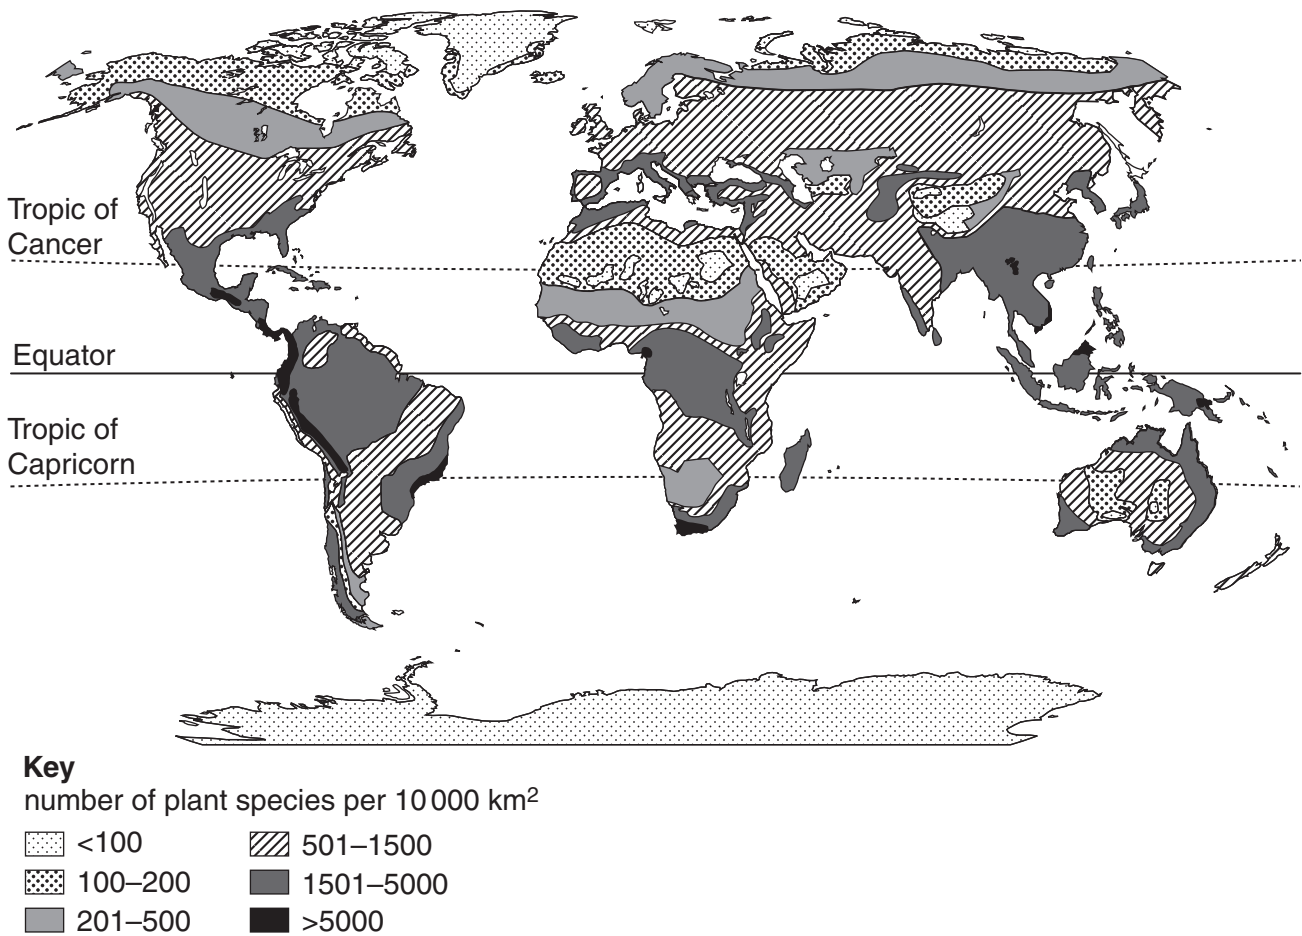 Tropic of
Cancer
Equator
Tropic of
Capricorn
Key
number of plant species per 10 000 km²
<100
501–1500
100–200
1501–5000
201–500
>5000